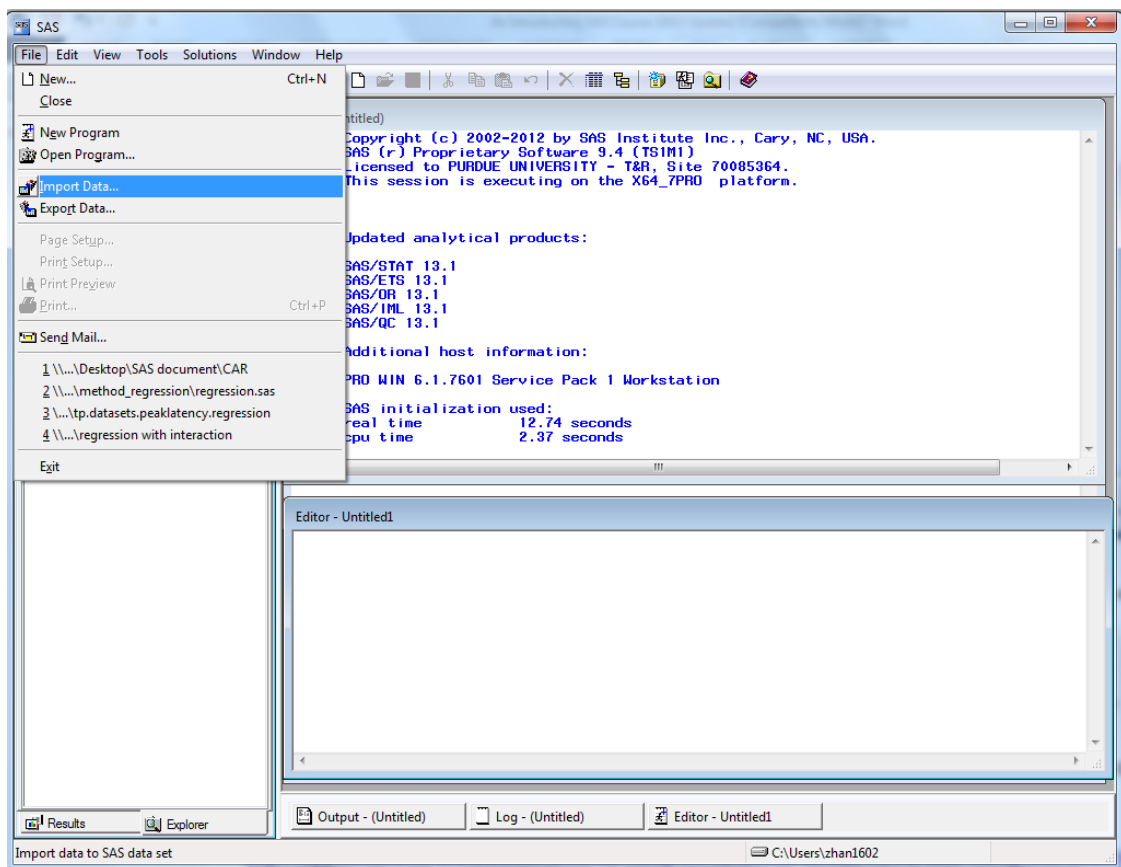 SAS
File Edit View Tools Solutions Window Help
New... Ctrl+N
Close
New Program
Open Program...
Import Data...
Export Data...
Page Setup...
Print Setup...
Print Preview
Print... Ctrl+P
Send Mail...
1 \\...\Desktop\SAS document\CAR
2 \\...\method_regression\regression.sas
3 \...\tp.datasets.peaklatency.regression
4 \\...\regression with interaction
Exit
ntitled)
Copyright (c) 2002-2012 by SAS Institute Inc., Cary, NC, USA.
SAS (r) Proprietary Software 9.4 (TS1M1)
Licensed to PURDUE UNIVERSITY - T&R, Site 70085364.
This session is executing on the X64_7PRO platform.
Updated analytical products:
SAS/STAT 13.1
SAS/ETS 13.1
SAS/OR 13.1
SAS/IML 13.1
SAS/QC 13.1
Additional host information:
PRO WIN 6.1.7601 Service Pack 1 Workstation
SAS initialization used:
real time 12.74 seconds
cpu time 2.37 seconds
Editor - Untitled1
Results Explorer
Output - (Untitled) Log - (Untitled) Editor - Untitled1
Import data to SAS data set C:\Users\zhan1602